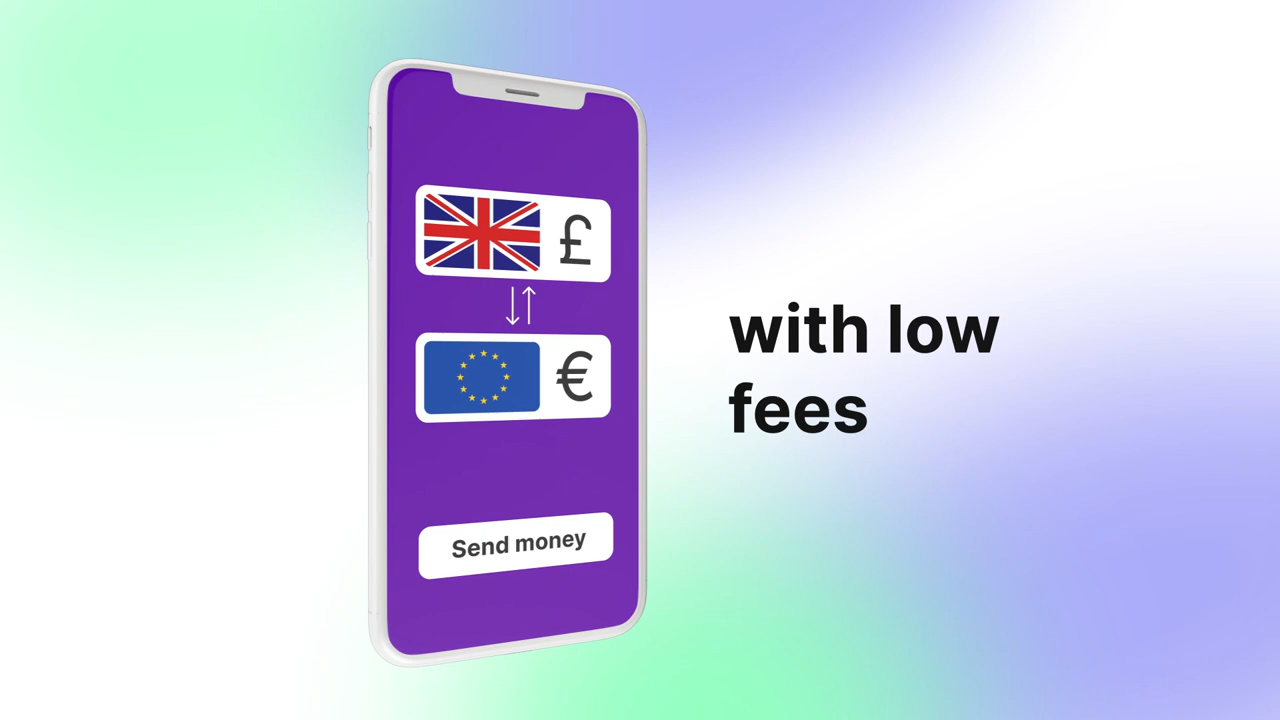 £
€
Send money
with low
fees